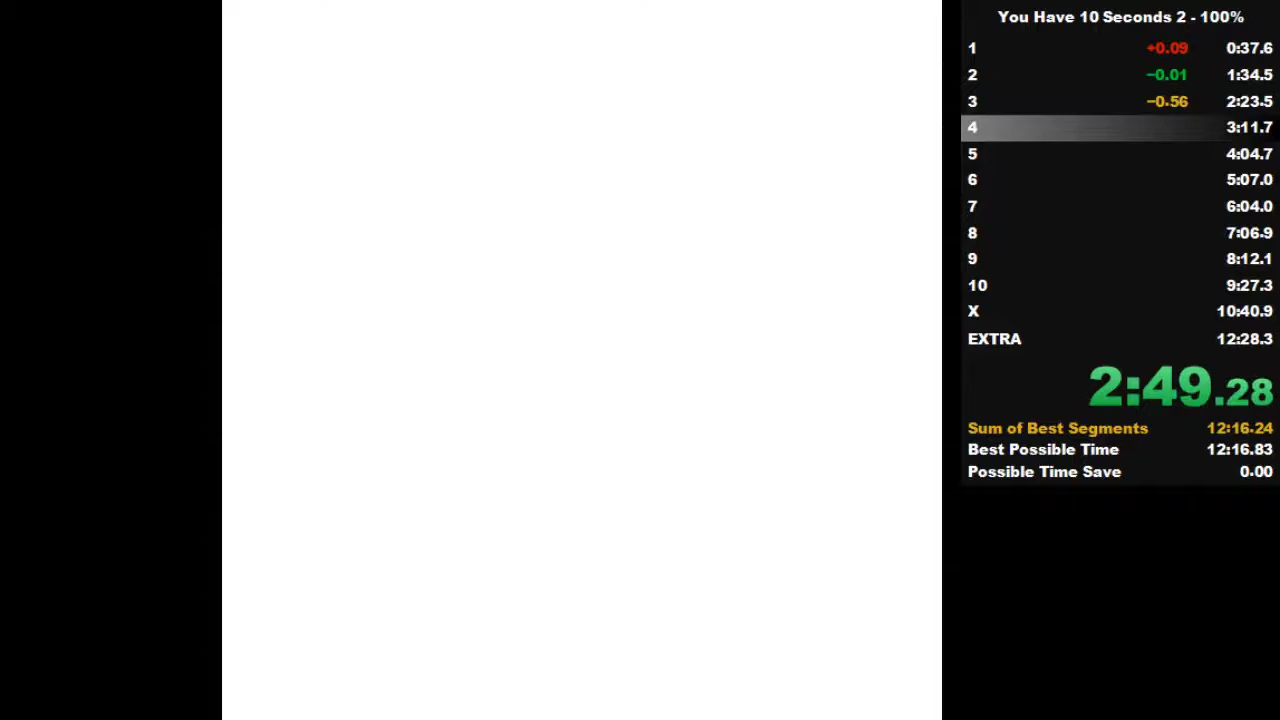 You Have 10 Seconds 2 - 100%
1 +0.09 0:37.6
2 −0.01 1:34.5
3 −0.56 2:23.5
4 3:11.7
5 4:04.7
6 5:07.0
7 6:04.0
8 7:06.9
9 8:12.1
10 9:27.3
X 10:40.9
EXTRA 12:28.3
2:49.28
Sum of Best Segments 12:16.24
Best Possible Time 12:16.83
Possible Time Save 0.00